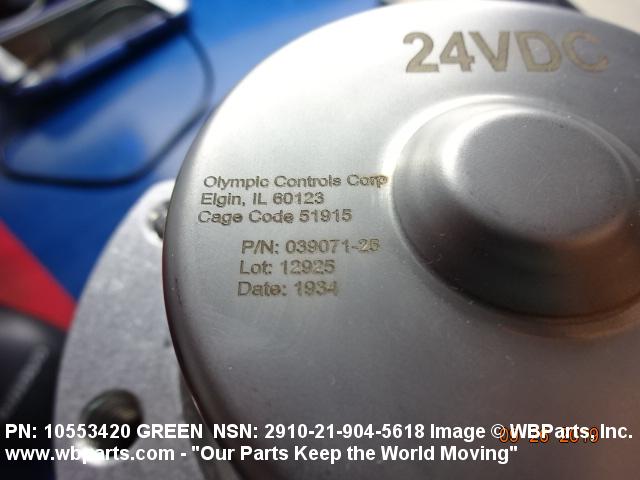 24VDC
Olympic Controls Corp
Elgin, IL 60123
Cage Code 51915
P/N: 039071-25
Lot: 12925
Date: 1934
PN: 10553420 GREEN NSN: 2910-21-904-5618 Image © WBParts, Inc.
www.wbparts.com - "Our Parts Keep the World Moving"